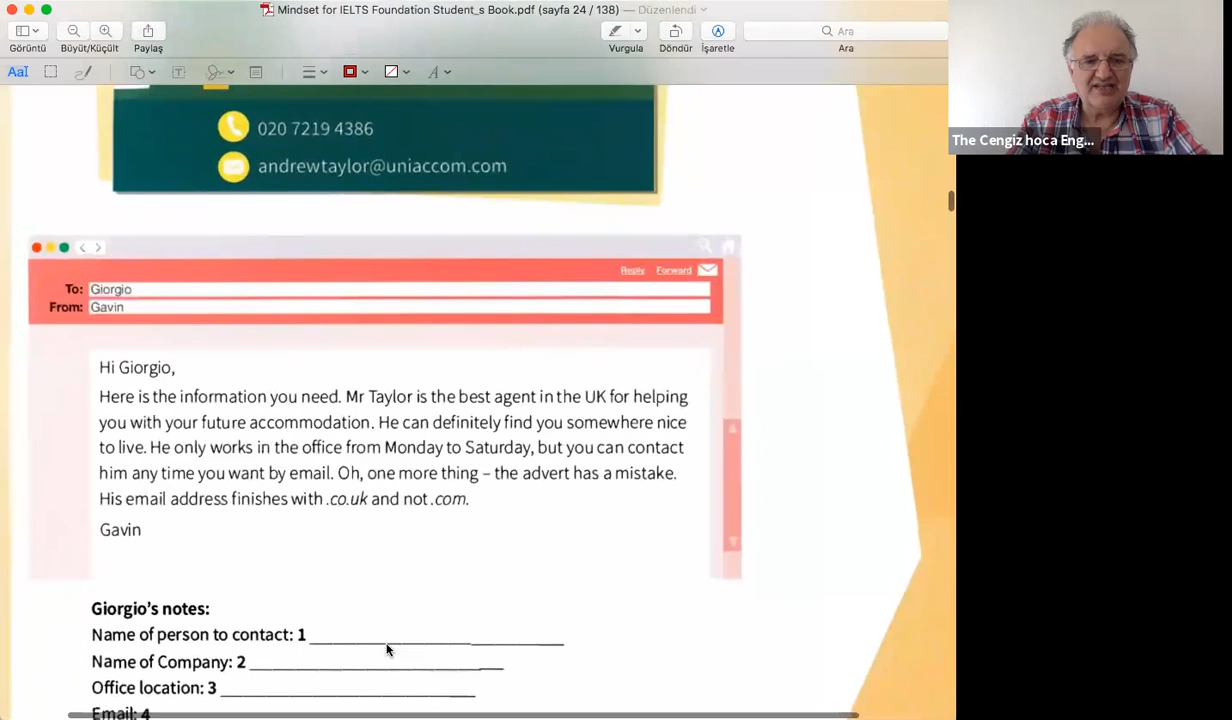 Mindset for IELTS Foundation Student_s Book.pdf (sayfa 24 / 138) — Düzenlendi
Görüntü
Büyüt/Küçült
Paylaş
Vurgula
Döndür
İşaretle
Ara
Ara
AaI
T
A
020 7219 4386
andrewtaylor@uniaccom.com
Reply Forward
To: Giorgio
From: Gavin
Hi Giorgio,
Here is the information you need. Mr Taylor is the best agent in the UK for helping
you with your future accommodation. He can definitely find you somewhere nice
to live. He only works in the office from Monday to Saturday, but you can contact
him any time you want by email. Oh, one more thing – the advert has a mistake.
His email address finishes with .co.uk and not .com.
Gavin
Giorgio's notes:
Name of person to contact: 1 ____________________
Name of Company: 2 ____________________
Office location: 3 ____________________
Email: 4
The Cengiz hoca Eng...